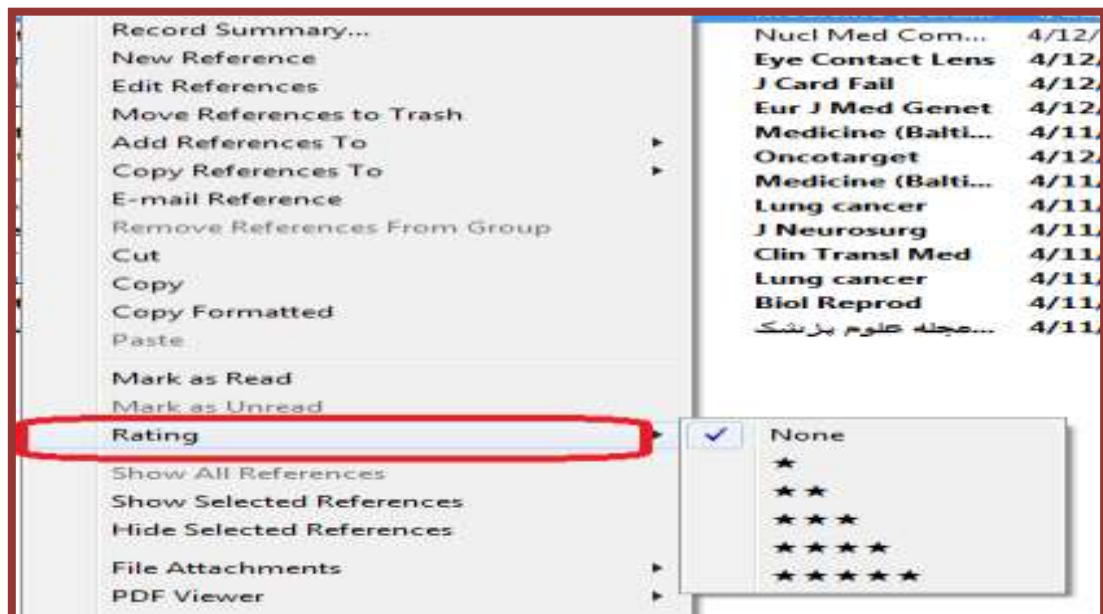 Record Summary...
New Reference
Edit References
Move References to Trash
Add References To
Copy References To
E-mail Reference
Remove References From Group
Cut
Copy
Copy Formatted
Paste
Mark as Read
Mark as Unread
Rating
Show All References
Show Selected References
Hide Selected References
File Attachments
PDF Viewer
Nucl Med Com... 4/12/
Eye Contact Lens 4/12/
J Card Fail 4/12/
Eur J Med Genet 4/12/
Medicine (Balti... 4/11/
Oncotarget 4/12/
Medicine (Balti... 4/11/
Lung cancer 4/11/
J Neurosurg 4/11/
Clin Transl Med 4/11/
Lung cancer 4/11/
Biol Reprod 4/11/
مجله علوم پزشک... 4/11/
None
★
★★
★★★
★★★★
★★★★★